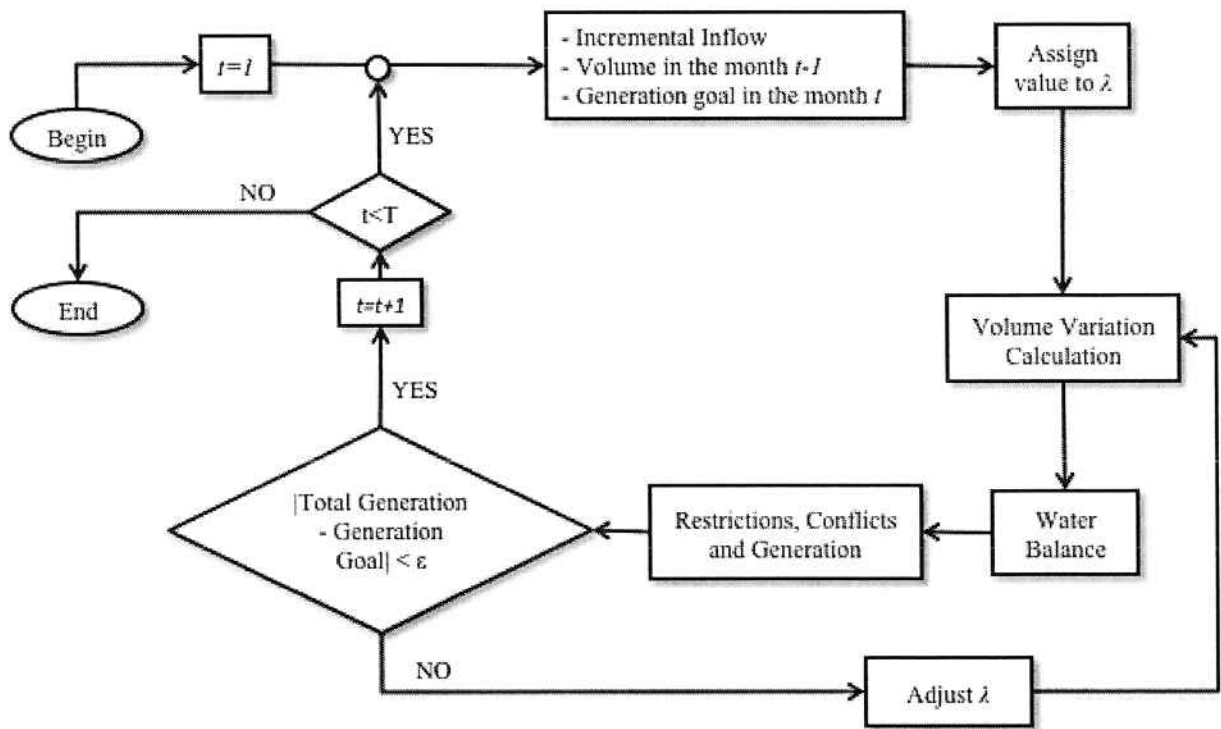 Begin
t=1
- Incremental Inflow
- Volume in the month t-1
- Generation goal in the month t
Assign
value to λ
Volume Variation
Calculation
Water
Balance
Restrictions, Conflicts
and Generation
|Total Generation
- Generation
Goal| < ε
NO
Adjust λ
YES
t=t+1
t<T
YES
NO
End